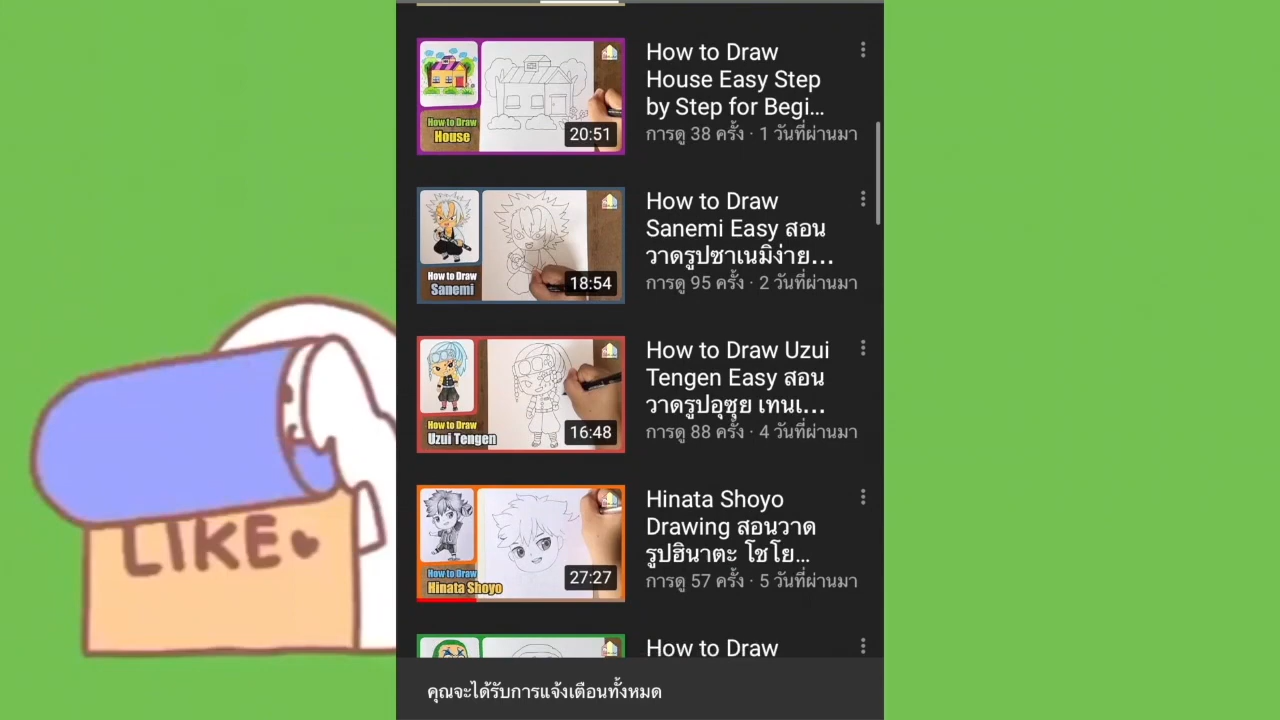 How to Draw
House Easy Step
by Step for Begi...
การดู 38 ครั้ง · 1 วันที่ผ่านมา
How to Draw
House
20:51
How to Draw
Sanemi Easy สอน
วาดรูปซาเนมิง่าย...
การดู 95 ครั้ง · 2 วันที่ผ่านมา
How to Draw
Sanemi
18:54
How to Draw Uzui
Tengen Easy สอน
วาดรูปอุซุย เทนเ...
การดู 88 ครั้ง · 4 วันที่ผ่านมา
How to Draw
Uzui Tengen
16:48
Hinata Shoyo
Drawing สอนวาด
รูปฮินาตะ โชโย...
การดู 57 ครั้ง · 5 วันที่ผ่านมา
How to Draw
Hinata Shoyo
27:27
How to Draw
คุณจะได้รับการแจ้งเตือนทั้งหมด
LIKE